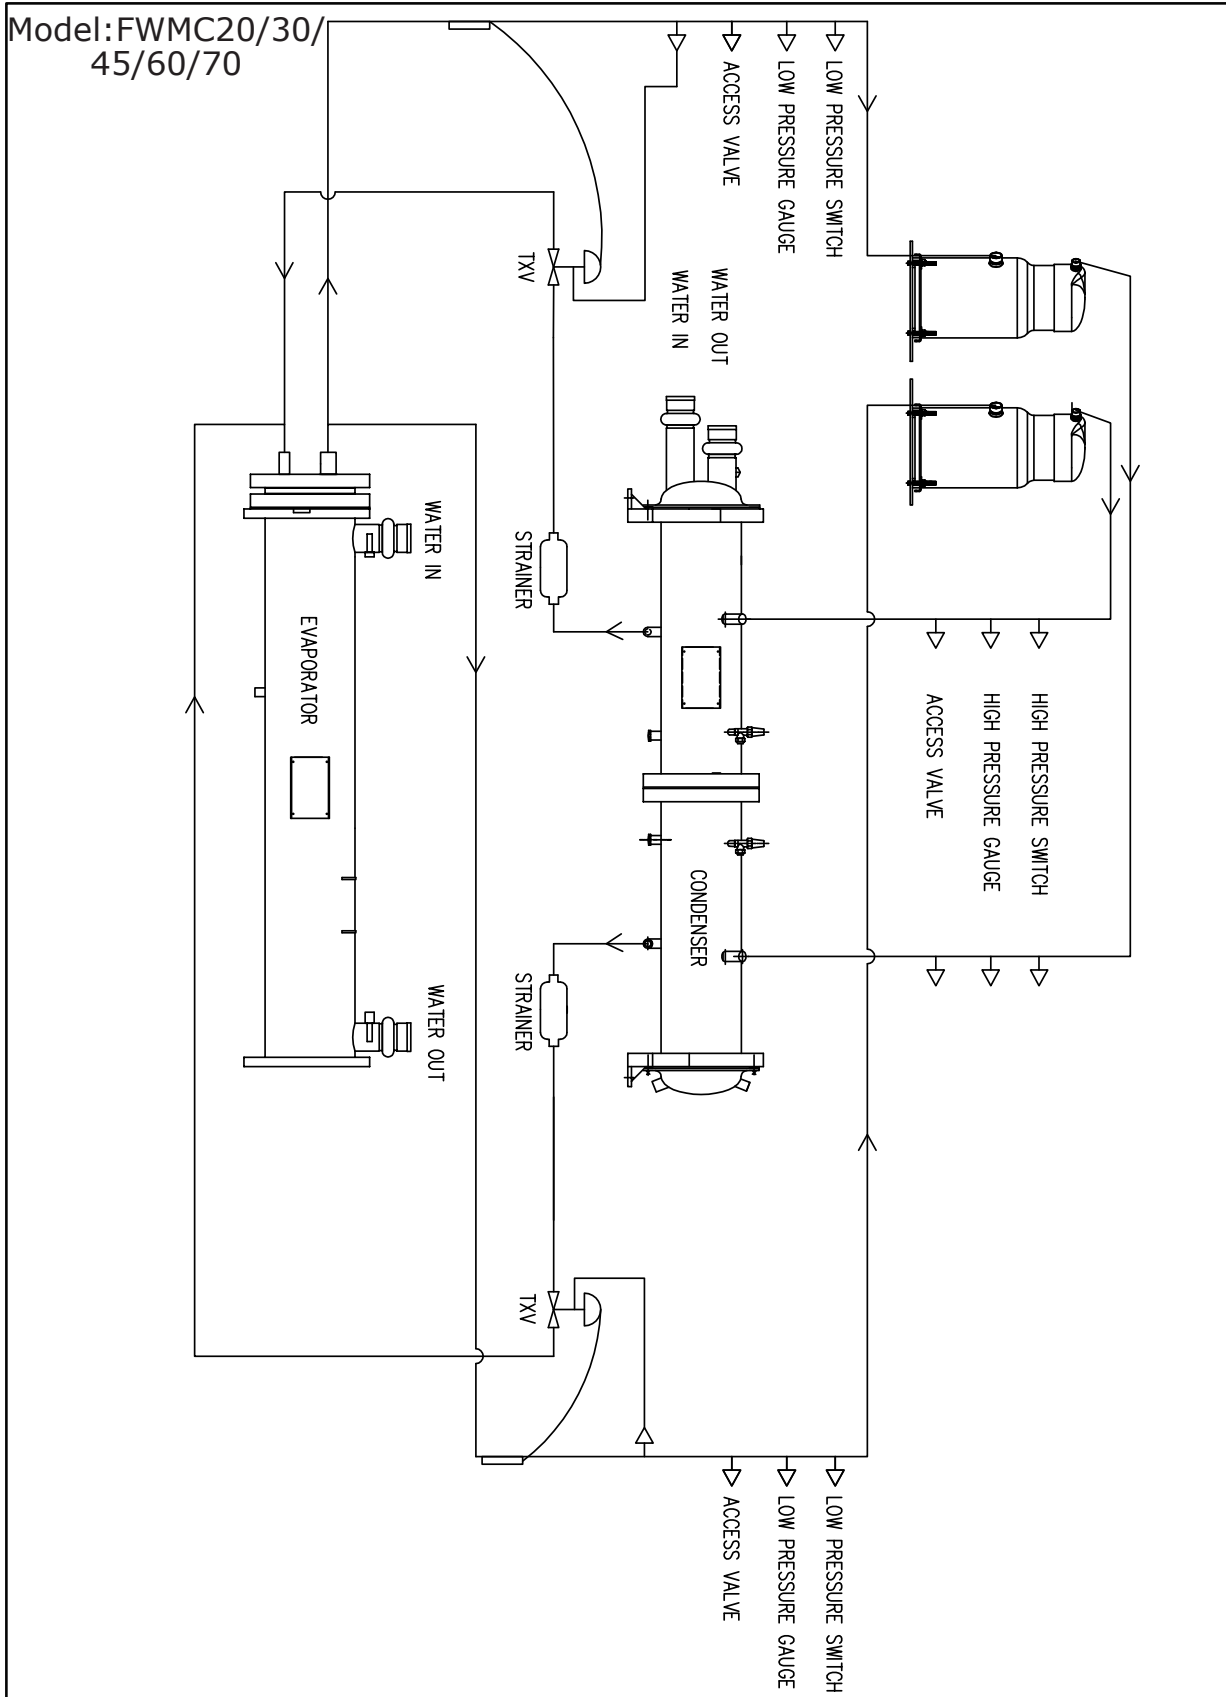 Model:FWMC20/30/
45/60/70
ACCESS VALVE
LOW PRESSURE GAUGE
LOW PRESSURE SWITCH
TXV
WATER IN
WATER OUT
WATER IN
STRAINER
EVAPORATOR
ACCESS VALVE
HIGH PRESSURE GAUGE
HIGH PRESSURE SWITCH
CONDENSER
WATER OUT
STRAINER
TXV
ACCESS VALVE
LOW PRESSURE GAUGE
LOW PRESSURE SWITCH